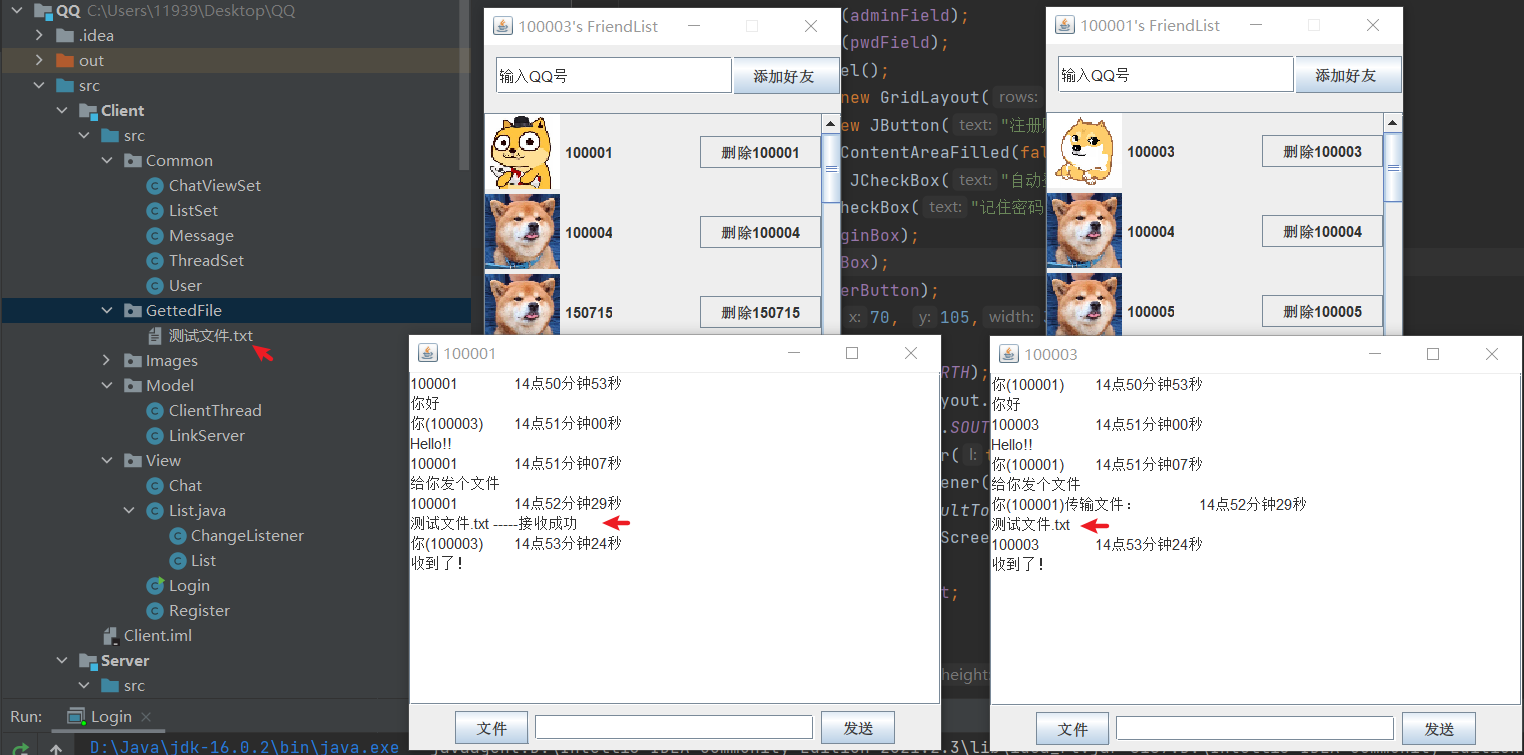 QQ C:\Users\11939\Desktop\QQ
.idea
out
src
Client
src
Common
ChatViewSet
ListSet
Message
ThreadSet
User
GettedFile
测试文件.txt
Images
Model
ClientThread
LinkServer
View
Chat
List.java
ChangeListener
List
Login
Register
Client.iml
Server
src
Run: Login
D:\Java\jdk-16.0.2\bin\java.exe
(adminField);
(pwdField);
el();
new GridLayout( rows:
ew JButton( text: "注册
ContentAreaFilled(fal
JCheckBox( text: "自动
heckBox( text: "记住密码
ginBox);
Box);
erButton);
x: 70, y: 105, width:
RTH);
yout.
.SOUT
r( l:
ener(
ultTo
Scree
t;
height:
100003's FriendList
输入QQ号 添加好友
100001 删除100001
100004 删除100004
150715 删除150715
100001's FriendList
输入QQ号 添加好友
100003 删除100003
100004 删除100004
100005 删除100005
100001
100001 14点50分钟53秒
你好
你(100003) 14点51分钟00秒
Hello!!
100001 14点51分钟07秒
给你发个文件
100001 14点52分钟29秒
测试文件.txt -----接收成功
你(100003) 14点53分钟24秒
收到了!
文件 发送
100003
你(100001) 14点50分钟53秒
你好
100003 14点51分钟00秒
Hello!!
你(100001) 14点51分钟07秒
给你发个文件
你(100001)传输文件: 14点52分钟29秒
测试文件.txt
100003 14点53分钟24秒
收到了!
文件 发送